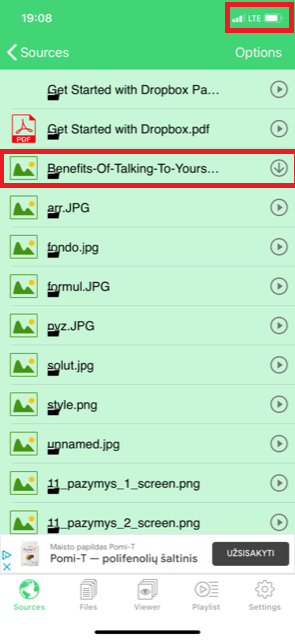 19:08 LTE
Sources Options
Get Started with Dropbox Pa...
PDF
Get Started with Dropbox.pdf
Benefits-Of-Talking-To-Yours...
arr.JPG
fondo.jpg
formul.JPG
pvz.JPG
solut.jpg
style.png
unnamed.jpg
11_pazymys_1_screen.png
11_pazymys_2_screen.png
Maisto papildas Pomi-T
Pomi-T — polifenolių šaltinis
UŽSISAKYTI
Sources Files Viewer Playlist Settings